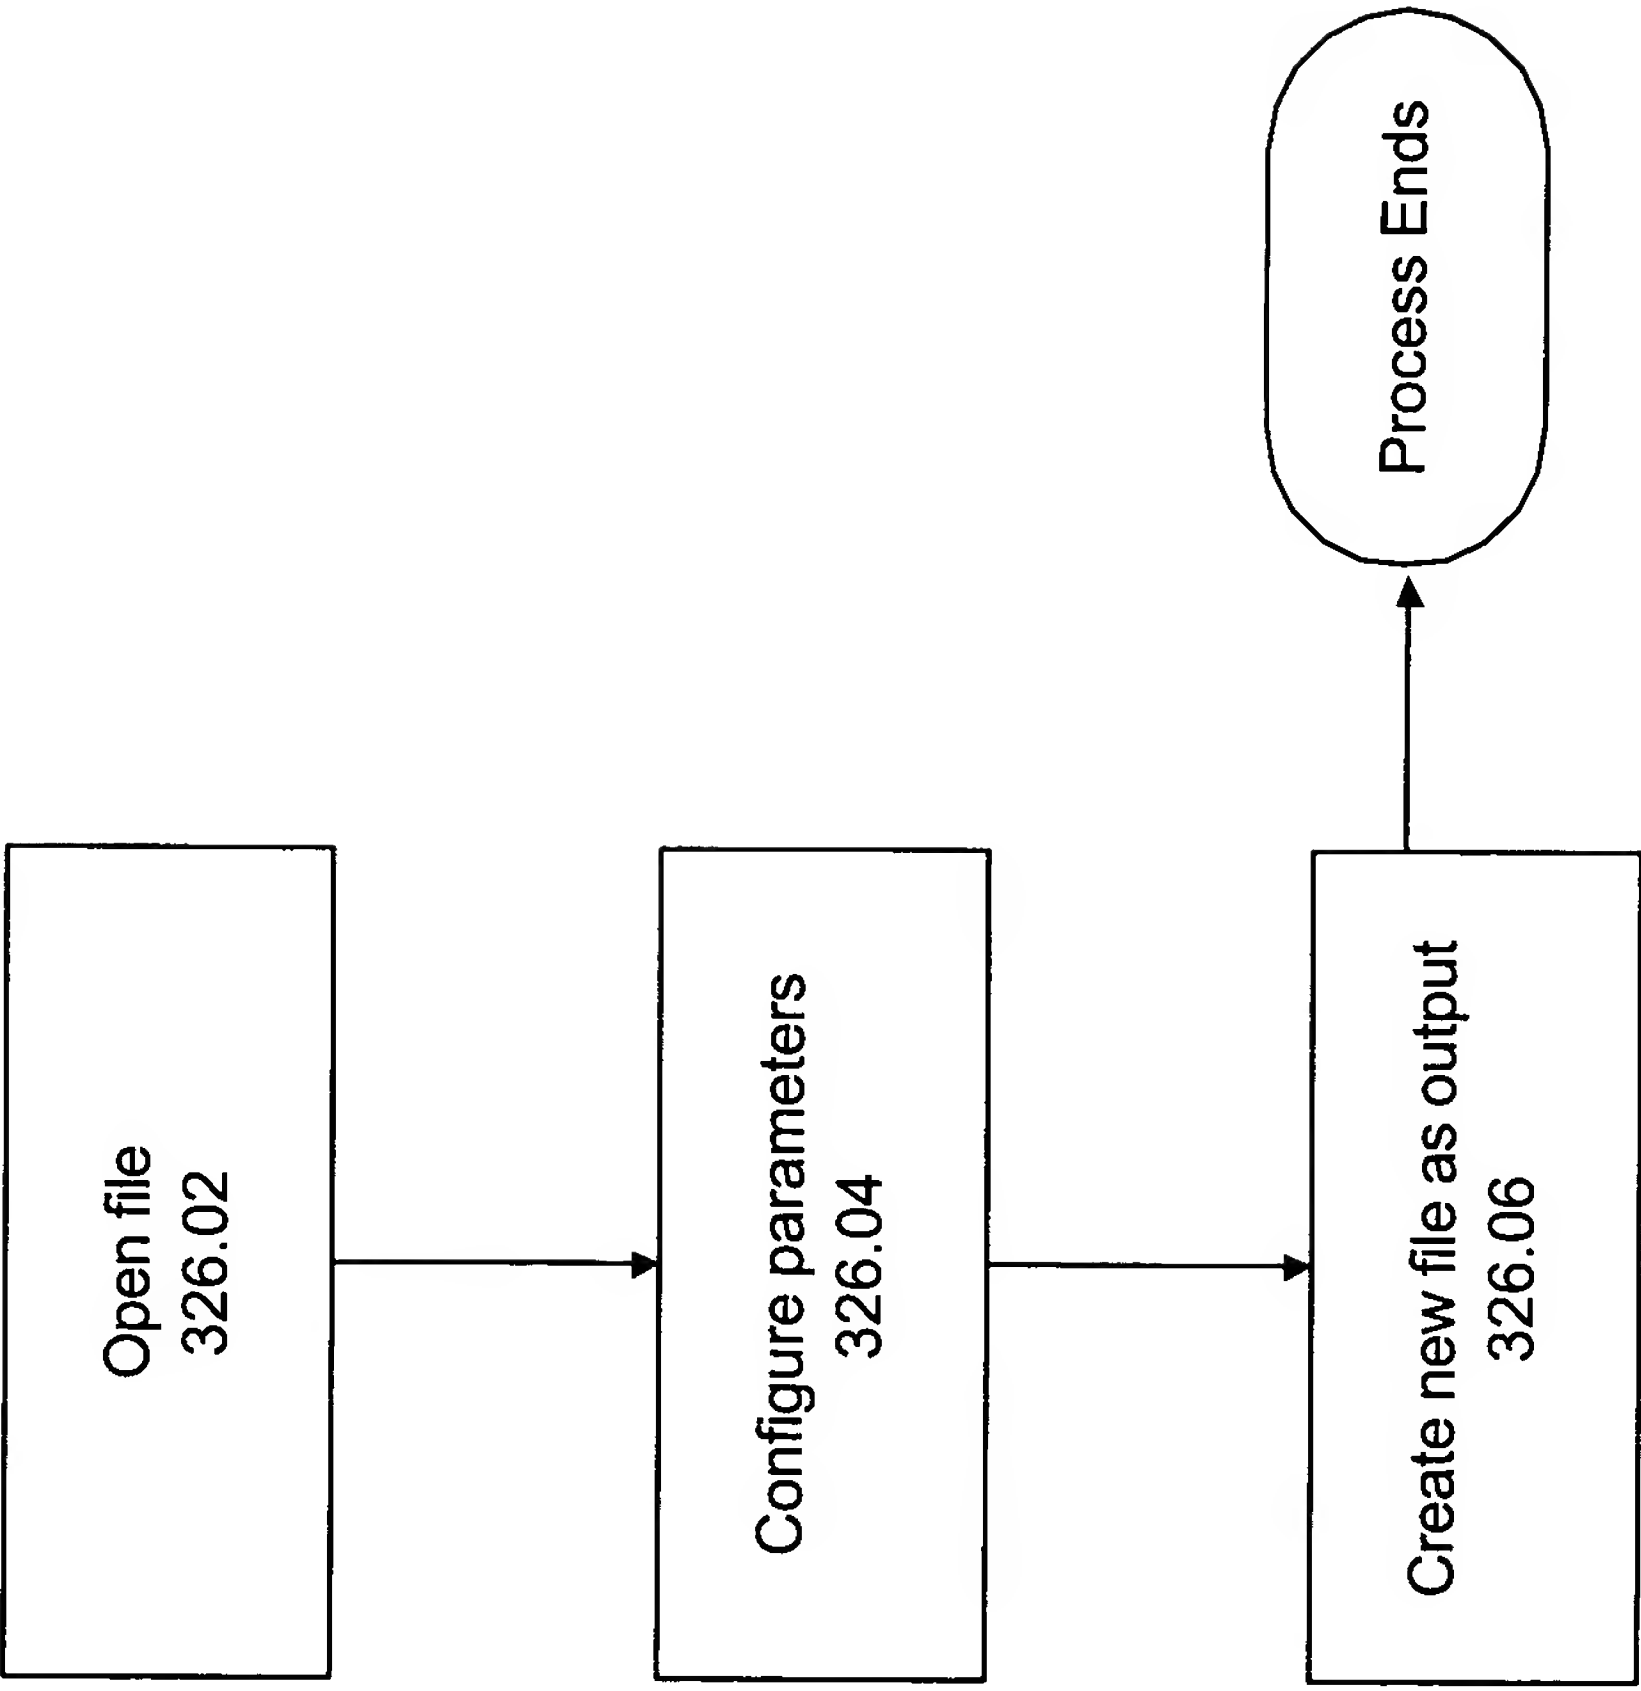 Open file
326.02
Configure parameters
326.04
Create new file as output
326.06
Process Ends